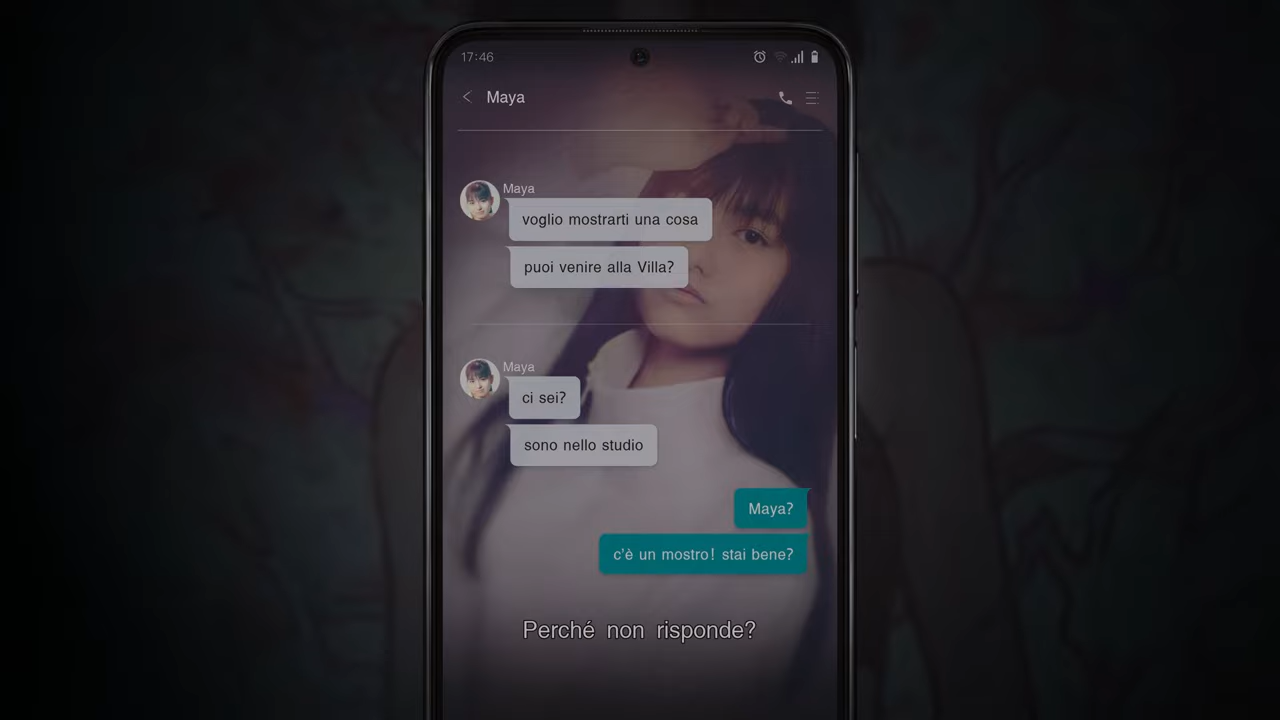 17:46
Maya
Maya
voglio mostrarti una cosa
puoi venire alla Villa?
Maya
ci sei?
sono nello studio
Maya?
c'è un mostro! stai bene?
Perché non risponde?